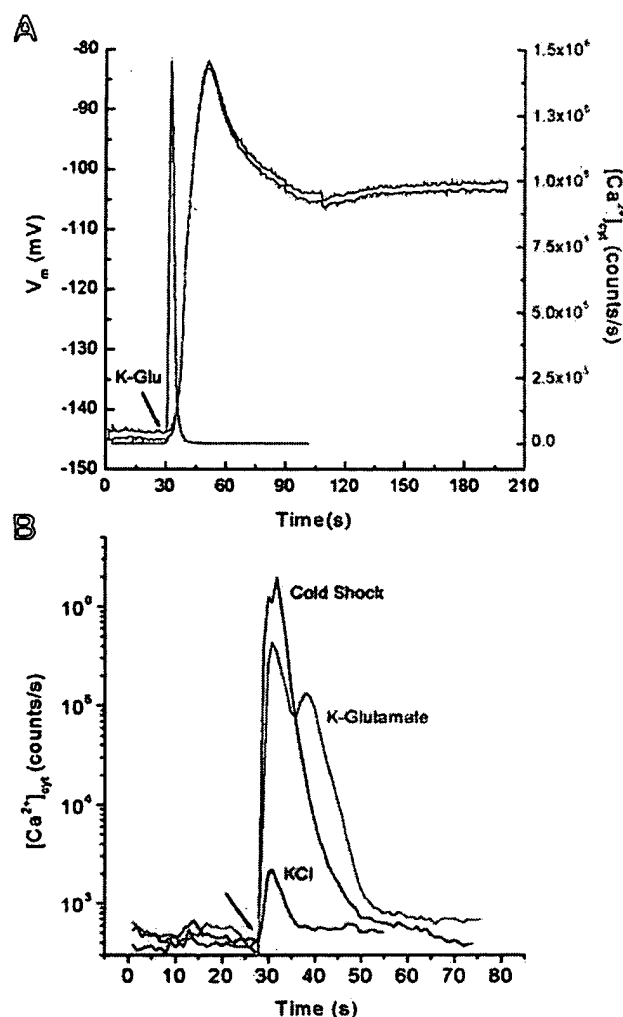 A
-80
-90
-100
-110
-120
-130
-140
-150
V_m (mV)
K-Glu
1.5x10⁶
1.3x10⁶
1.0x10⁶
7.5x10⁵
5.0x10⁵
2.5x10⁵
0.0
[Ca²⁺]cyt (counts/s)
0 30 60 90 120 150 180 210
Time(s)
B
Cold Shock
K-Glutamate
KCl
10⁶
10⁵
10⁴
10³
[Ca²⁺]cyt (counts/s)
0 10 20 30 40 50 60 70 80
Time (s)